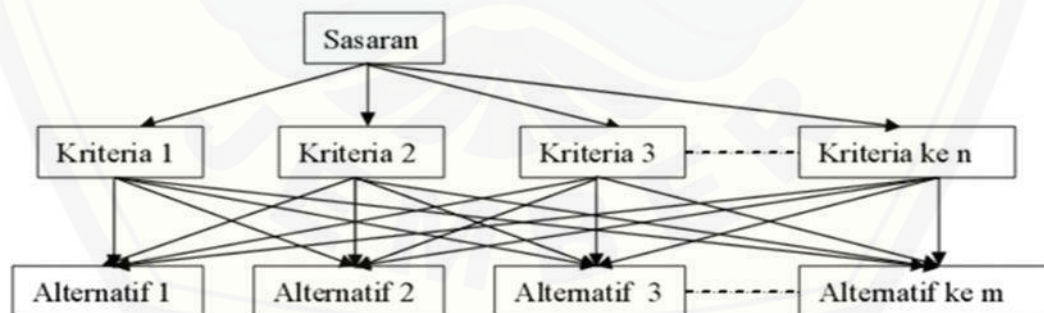 Sasaran
Kriteria 1
Kriteria 2
Kriteria 3
Kriteria ke n
Alternatif 1
Alternatif 2
Alternatif 3
Alternatif ke m